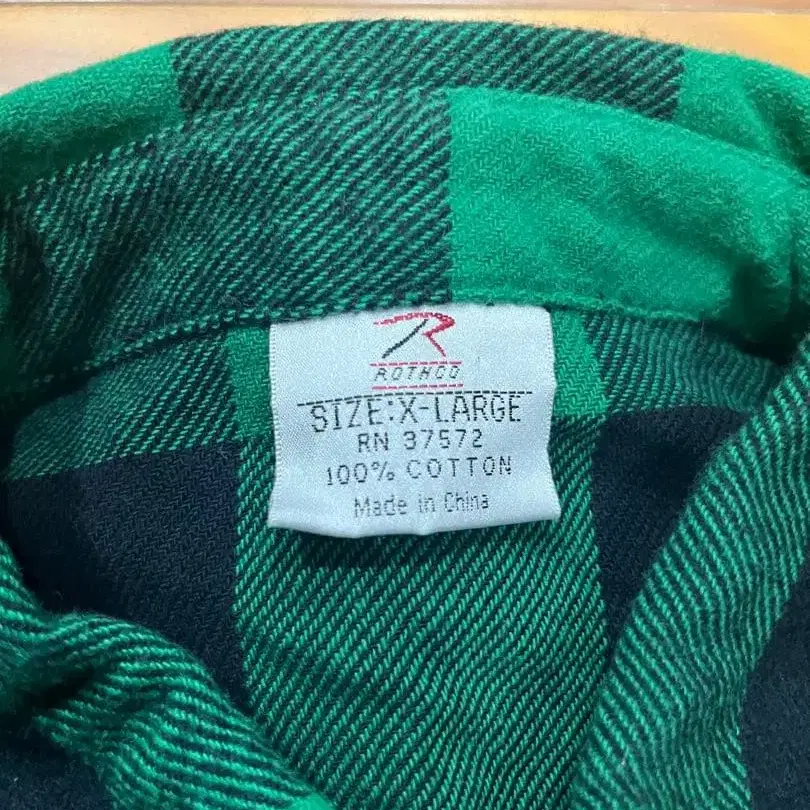 R
ROTHCO
SIZE:X-LARGE
RN 37572
100% COTTON
Made in China